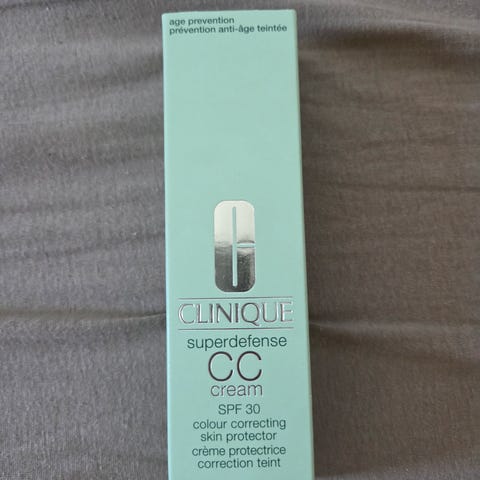 age prevention
prévention anti-âge teintée
CLINIQUE
superdefense
CC
cream
SPF 30
colour correcting
skin protector
crème protectrice
correction teint